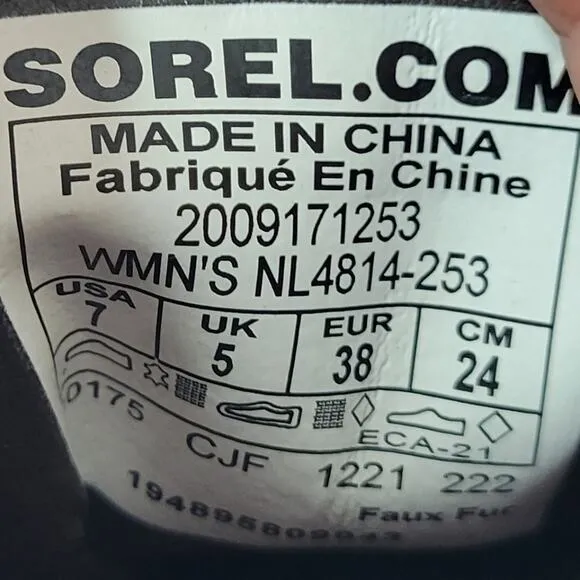 SOREL.COM
MADE IN CHINA
Fabriqué En Chine
2009171253
WMN'S NL4814-253
USA UK EUR CM
7 5 38 24
0175 ECA-21
CJF 1221 222
Faux Fur